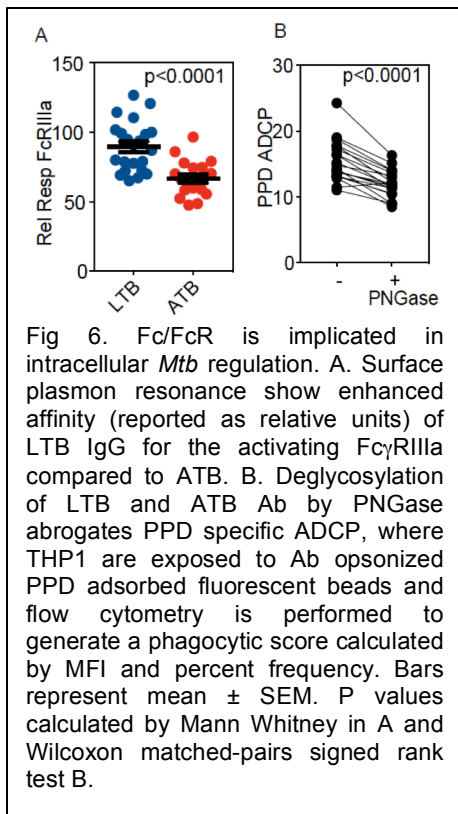 A
B
150
100
50
0
Rel Resp FcRIIIa
p<0.0001
LTB
ATB
30
20
10
0
PPD ADCP
p<0.0001
- +
PNGase
Fig 6. Fc/FcR is implicated in
intracellular Mtb regulation. A. Surface
plasmon resonance show enhanced
affinity (reported as relative units) of
LTB IgG for the activating FcγRIIIa
compared to ATB. B. Deglycosylation
of LTB and ATB Ab by PNGase
abrogates PPD specific ADCP, where
THP1 are exposed to Ab opsonized
PPD adsorbed fluorescent beads and
flow cytometry is performed to
generate a phagocytic score calculated
by MFI and percent frequency. Bars
represent mean ± SEM. P values
calculated by Mann Whitney in A and
Wilcoxon matched-pairs signed rank
test B.